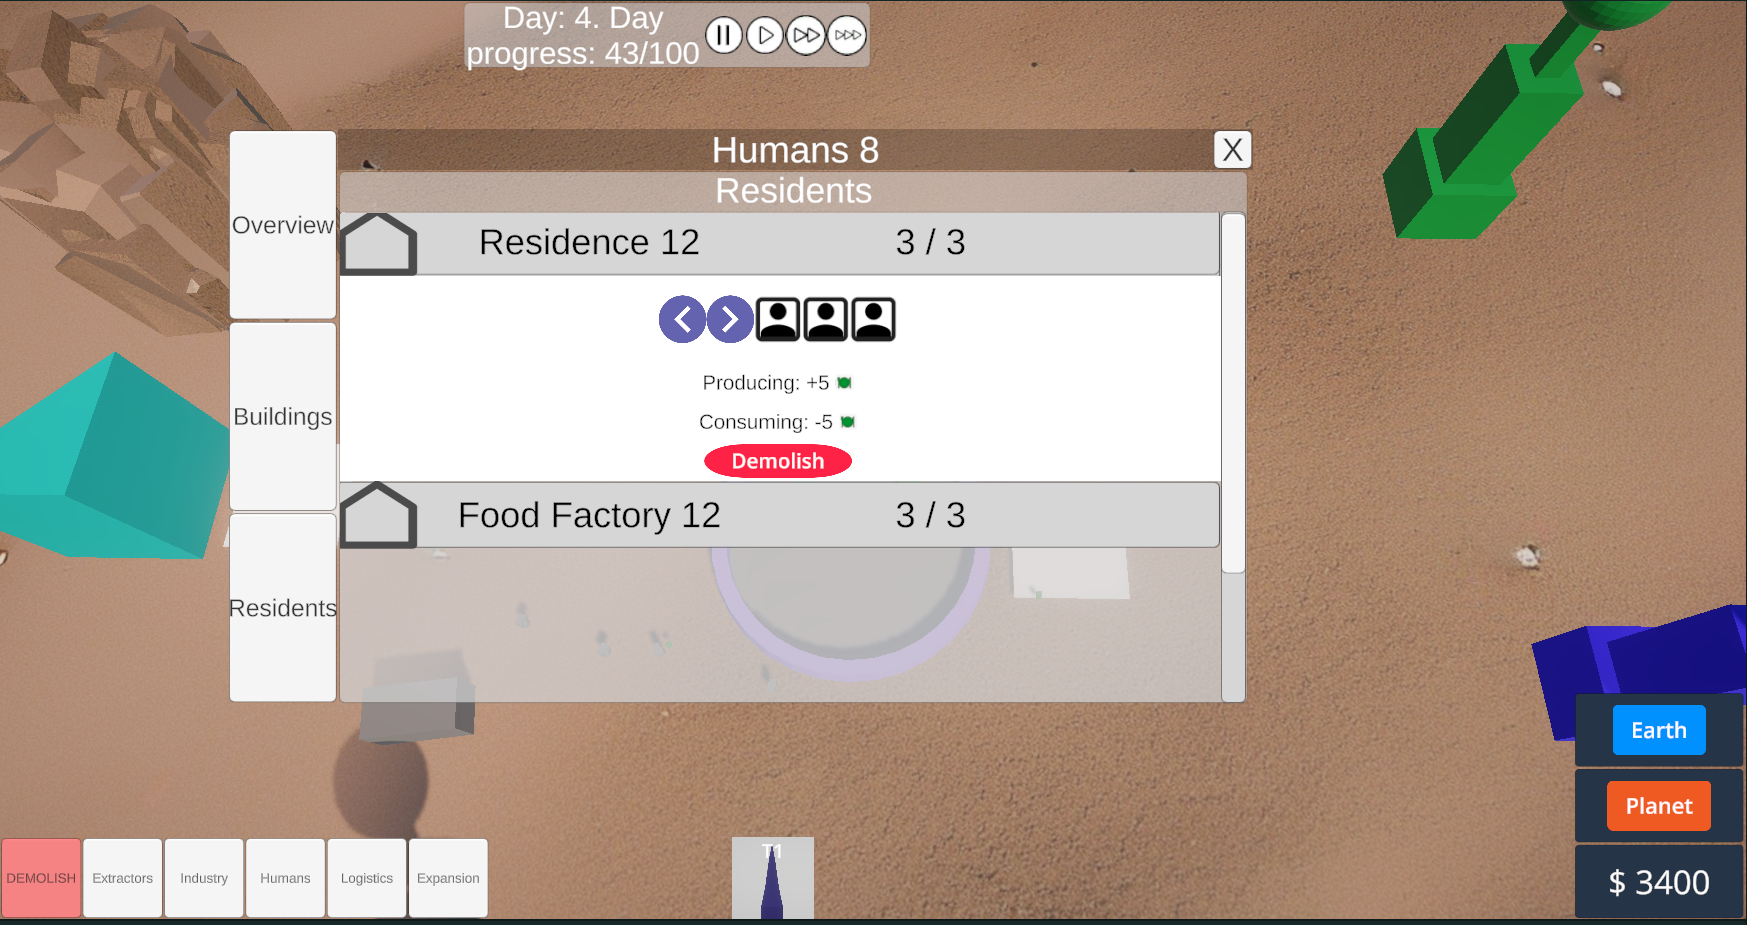 Day: 4. Day
progress: 43/100
Humans 8
X
Residents
Overview
Buildings
Residents
Residence 12
3 / 3
Producing: +5
Consuming: -5
Demolish
Food Factory 12
3 / 3
Earth
Planet
$ 3400
DEMOLISH
Extractors
Industry
Humans
Logistics
Expansion
T1